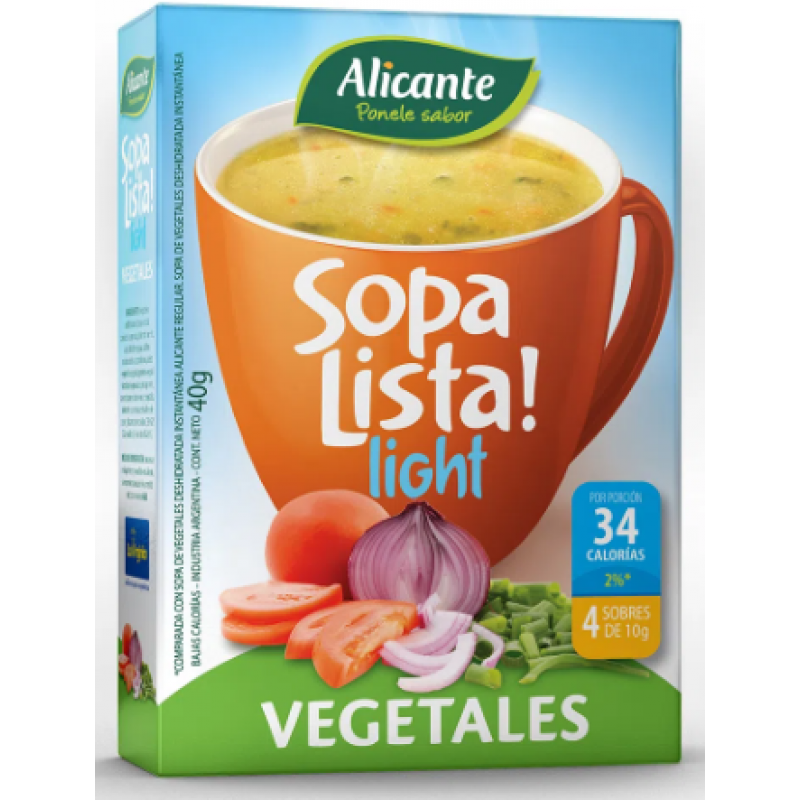 Alicante
Ponele sabor
Sopa
Lista!
light
POR PORCIÓN
34
CALORÍAS
2%*
4 SOBRES
DE 10g
VEGETALES
*COMPARADA CON SOPA DE VEGETALES DESHIDRATADA INSTANTÁNEA ALICANTE REGULAR. SOPA DE VEGETALES DESHIDRATADA INSTANTÁNEA
BAJAS CALORÍAS - INDUSTRIA ARGENTINA - CONT. NETO 40g
Alicante
Ponele sabor
Sopa
Lista!
light
VEGETALES